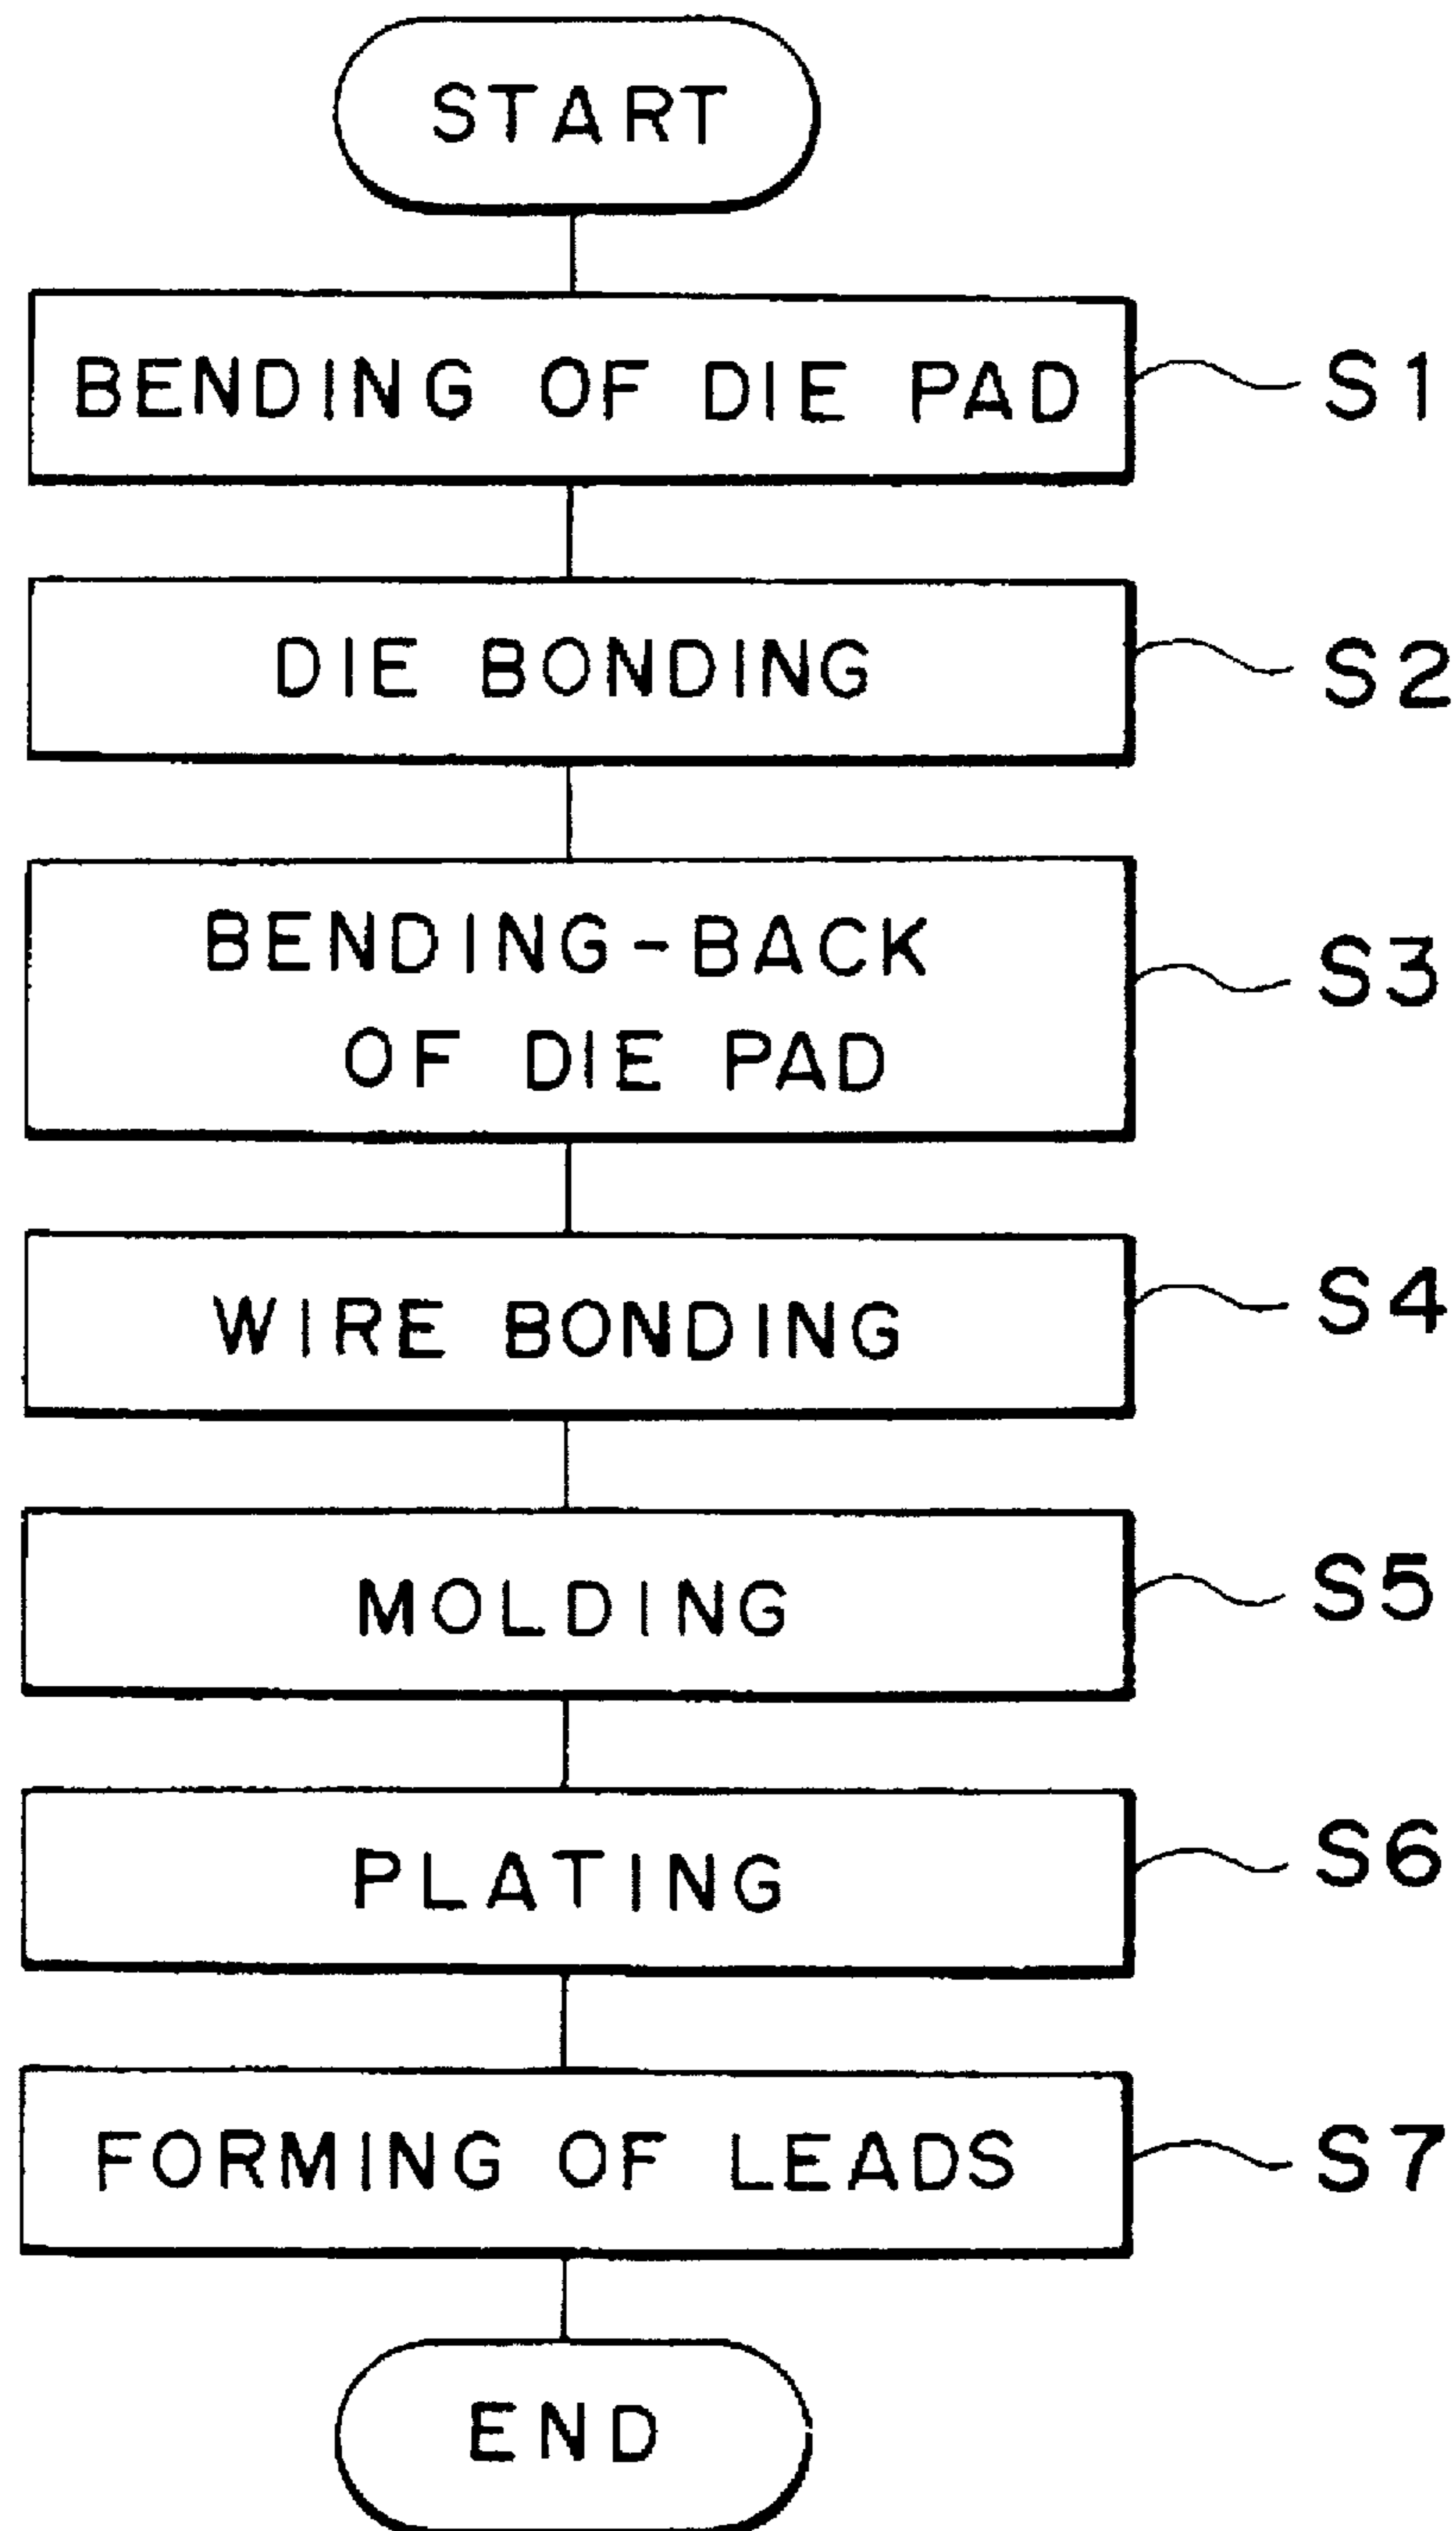 START
BENDING OF DIE PAD
S1
DIE BONDING
S2
BENDING-BACK
OF DIE PAD
S3
WIRE BONDING
S4
MOLDING
S5
PLATING
S6
FORMING OF LEADS
S7
END